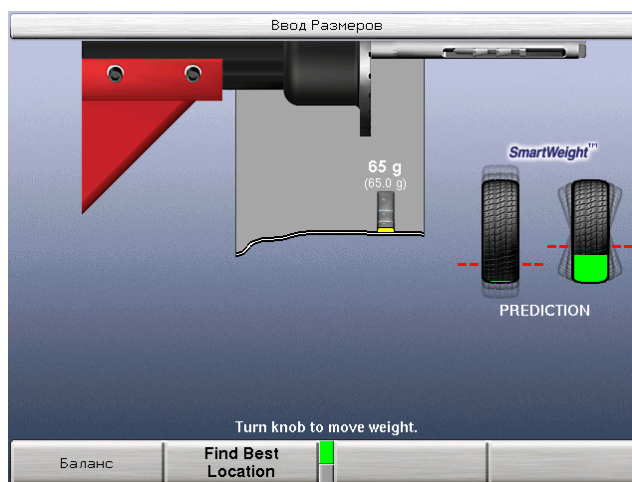 Ввод Размеров
65 g
(65.0 g)
SmartWeight™
PREDICTION
Turn knob to move weight.
Баланс
Find Best
Location